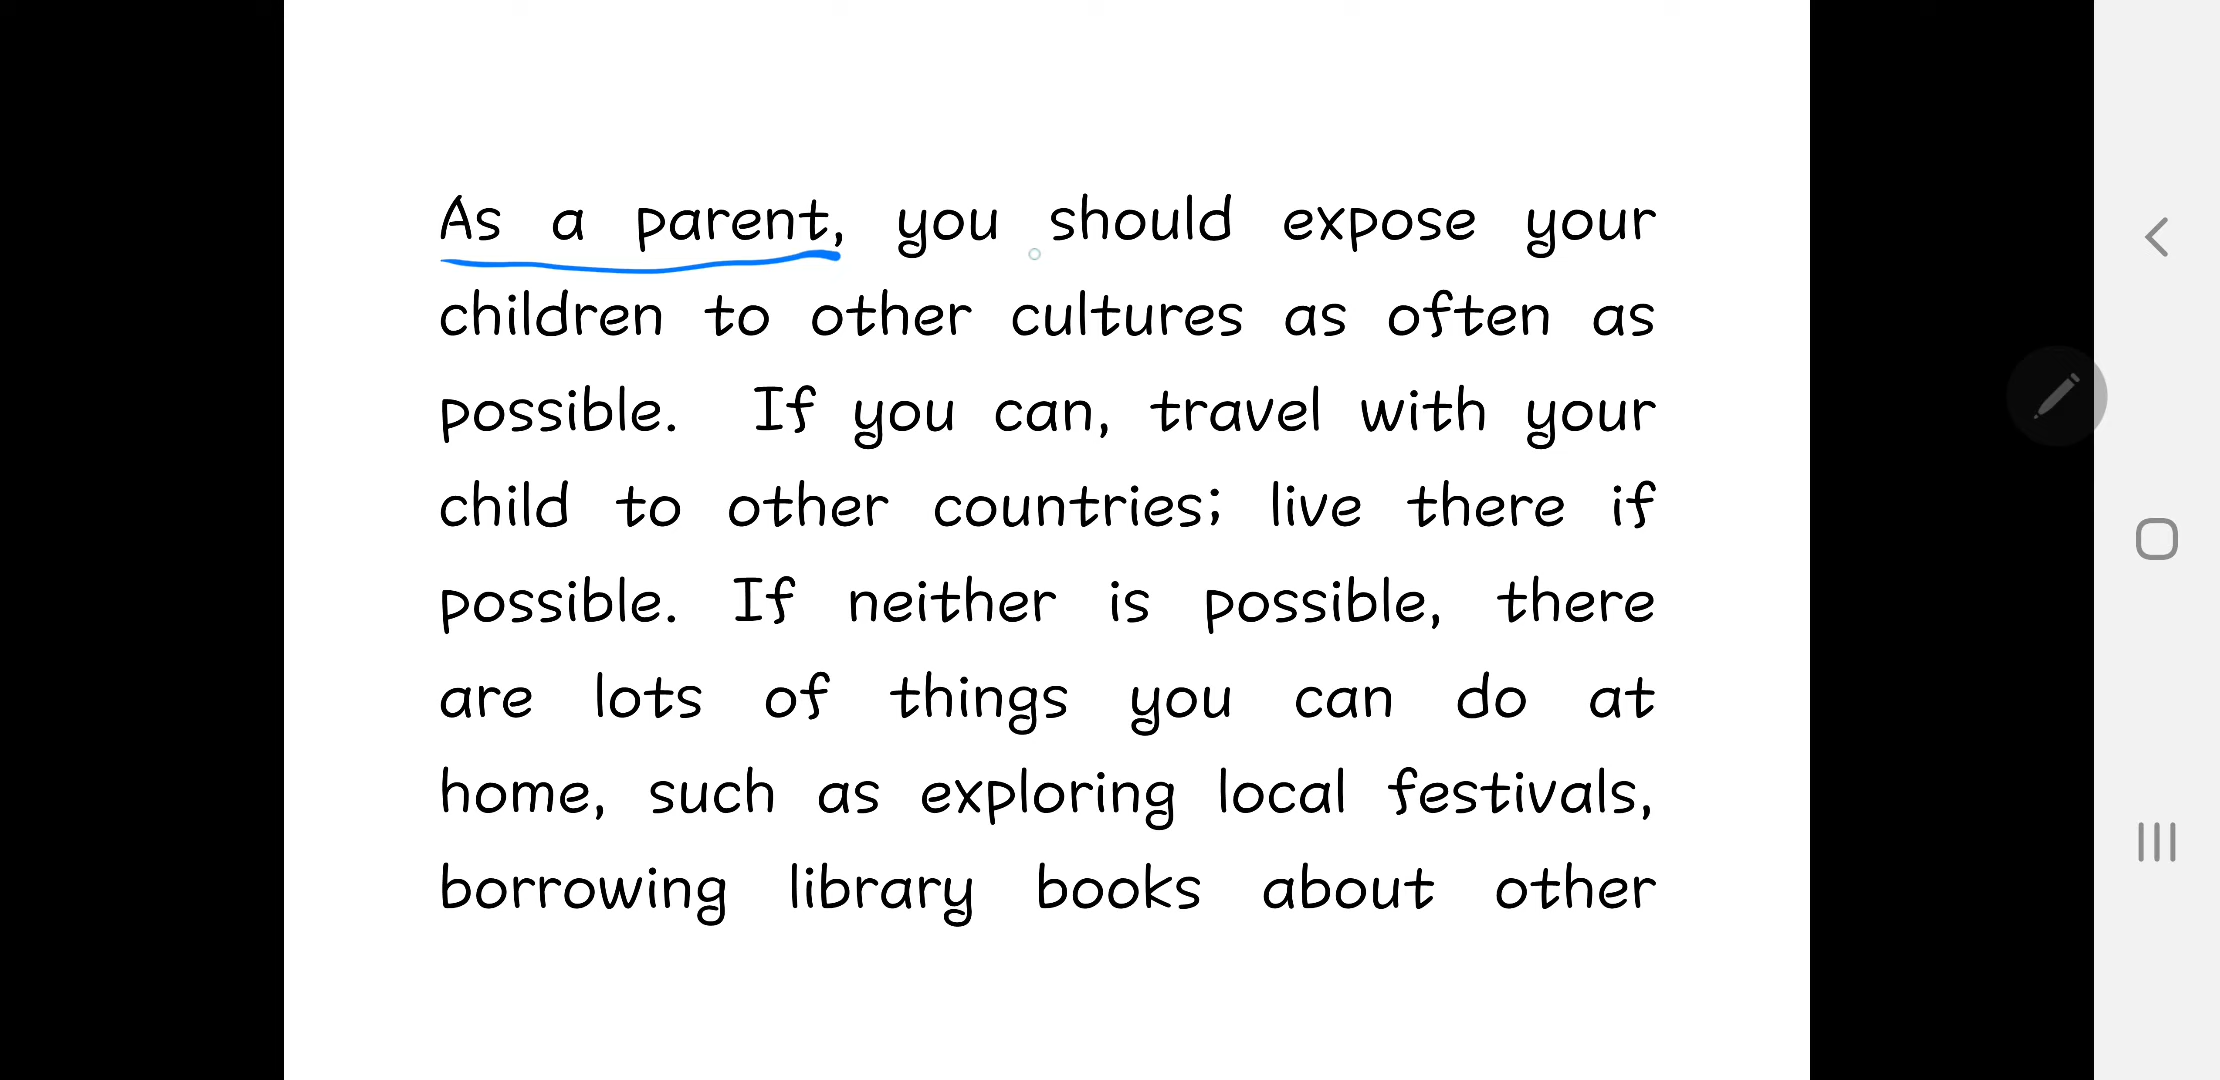 As a parent, you should expose your
children to other cultures as often as
possible. If you can, travel with your
child to other countries; live there if
possible. If neither is possible, there
are lots of things you can do at
home, such as exploring local festivals,
borrowing library books about other